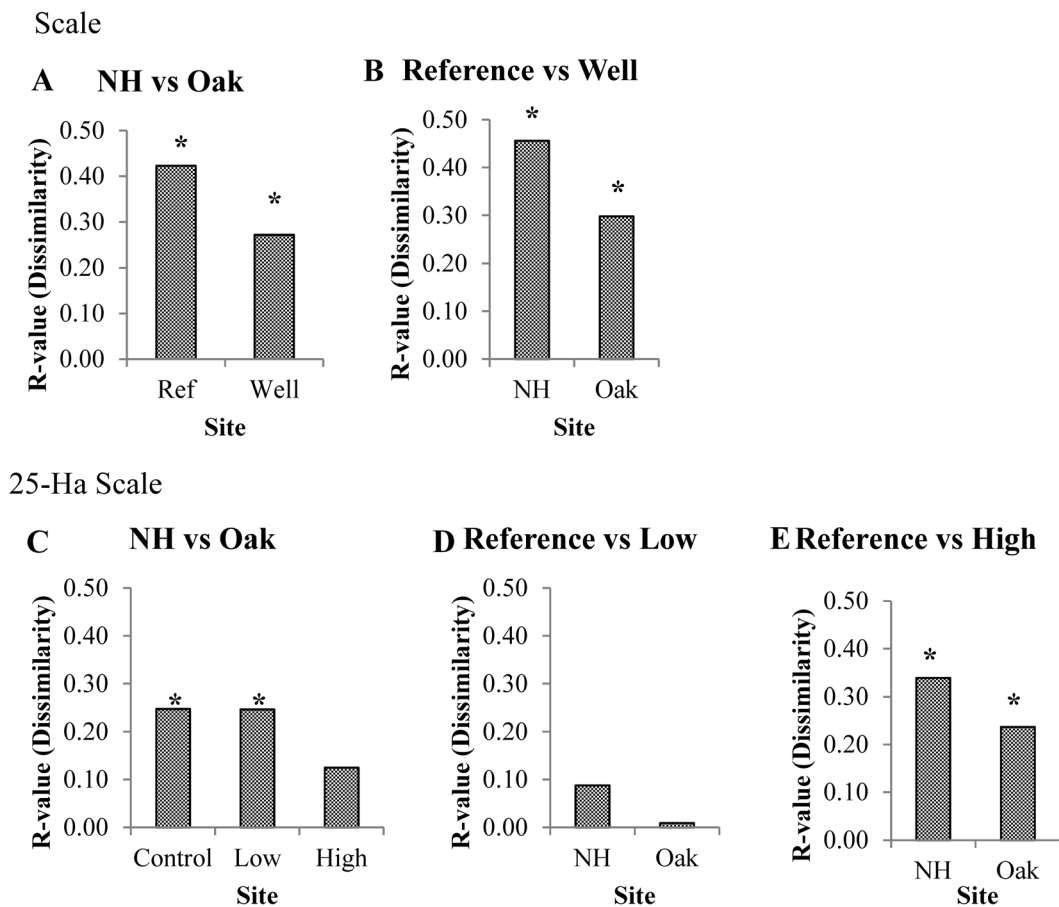 Scale
A NH vs Oak
R-value (Dissimilarity)
0.50
0.40
0.30
0.20
0.10
0.00
*
*
Ref Well
Site
B Reference vs Well
R-value (Dissimilarity)
0.50
0.40
0.30
0.20
0.10
0.00
*
*
NH Oak
Site
25-Ha Scale
C NH vs Oak
R-value (Dissimilarity)
0.50
0.40
0.30
0.20
0.10
0.00
*
*
Control Low High
Site
D Reference vs Low
R-value (Dissimilarity)
0.50
0.40
0.30
0.20
0.10
0.00
NH Oak
Site
E Reference vs High
R-value (Dissimilarity)
0.50
0.40
0.30
0.20
0.10
0.00
*
*
NH Oak
Site